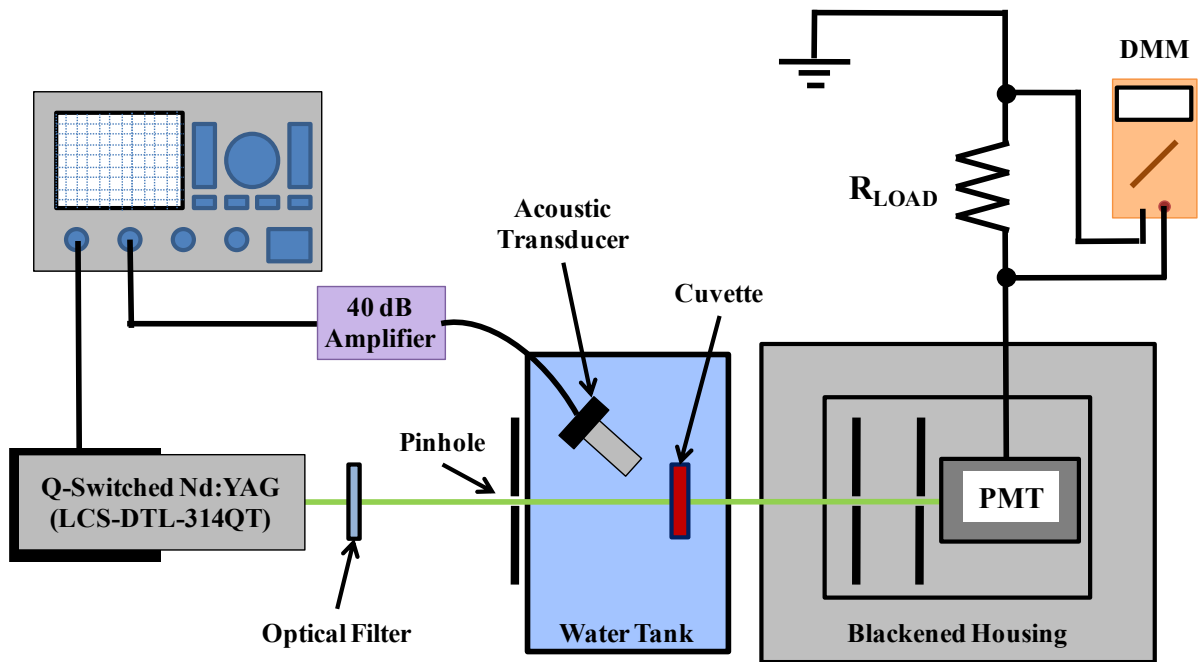 DMM
R_LOAD
Acoustic
Transducer
Cuvette
40 dB
Amplifier
Pinhole
Q-Switched Nd:YAG
(LCS-DTL-314QT)
PMT
Optical Filter
Water Tank
Blackened Housing